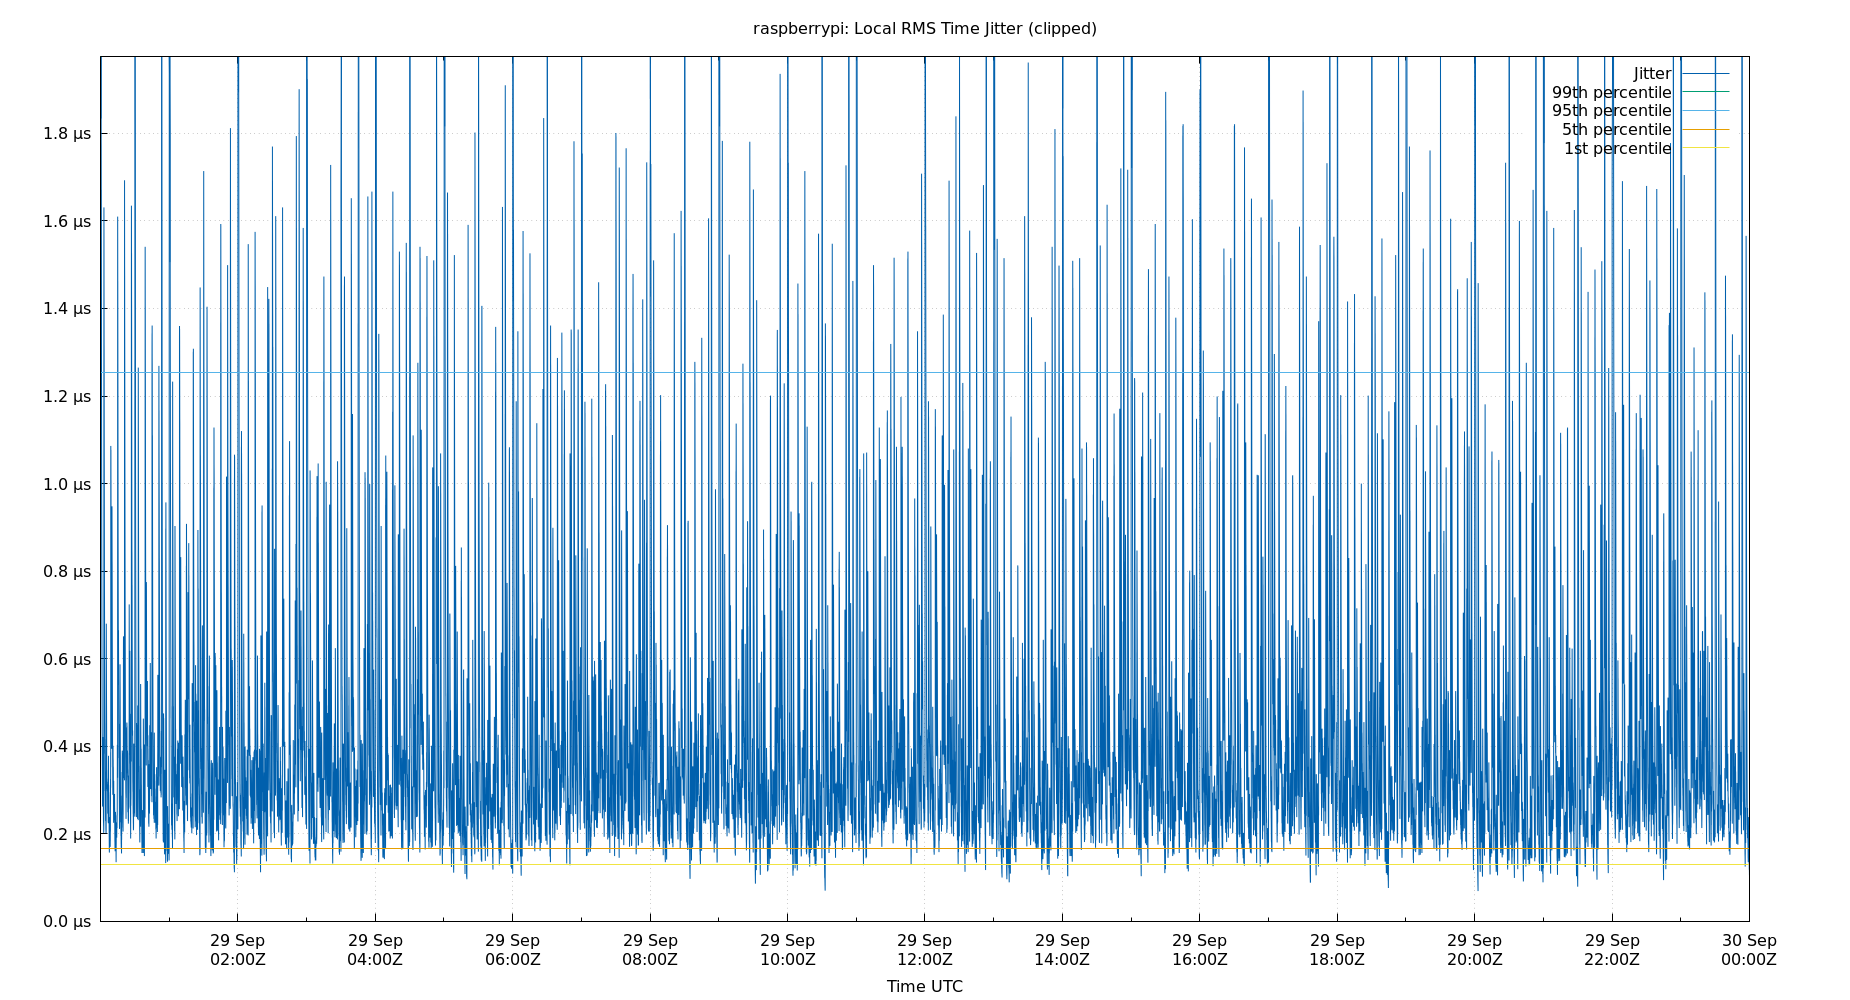 raspberrypi: Local RMS Time Jitter (clipped)
Jitter
99th percentile
95th percentile
5th percentile
1st percentile
1.8 µs
1.6 µs
1.4 µs
1.2 µs
1.0 µs
0.8 µs
0.6 µs
0.4 µs
0.2 µs
0.0 µs
29 Sep 29 Sep 29 Sep 29 Sep 29 Sep 29 Sep 29 Sep 29 Sep 29 Sep 29 Sep 29 Sep 30 Sep
02:00Z 04:00Z 06:00Z 08:00Z 10:00Z 12:00Z 14:00Z 16:00Z 18:00Z 20:00Z 22:00Z 00:00Z
Time UTC